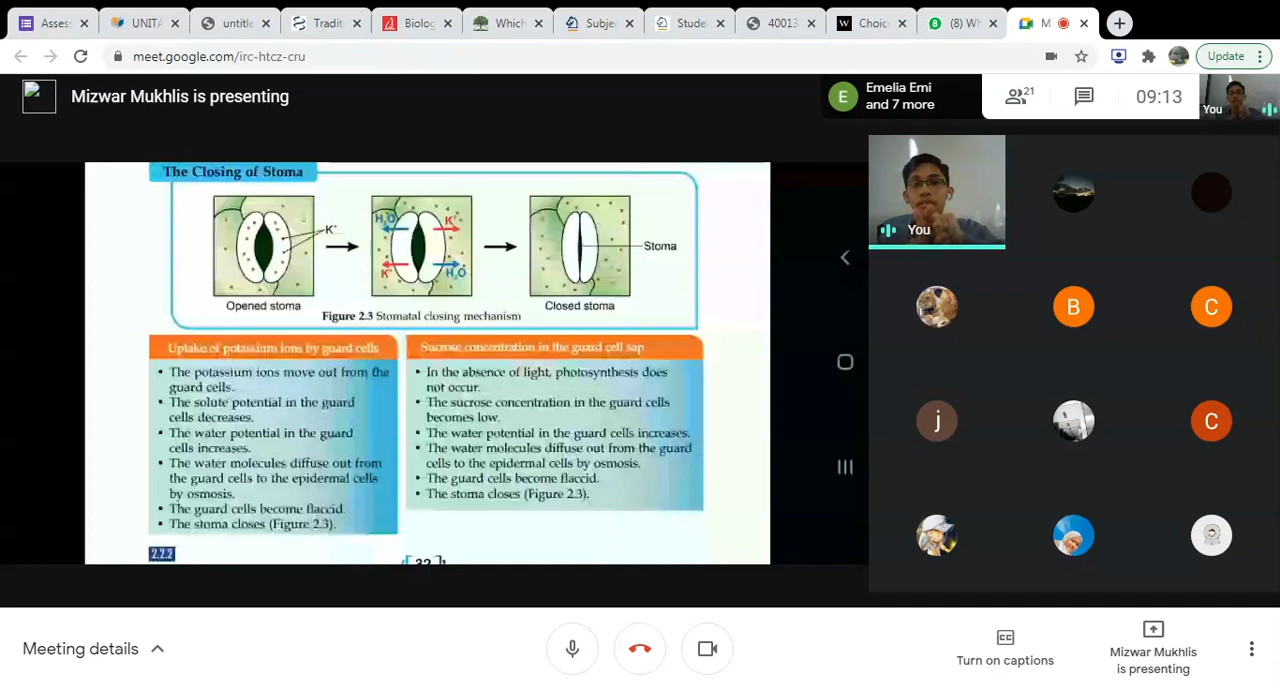 Assess
UNITA
untitle
Tradit
Biolog
Which
Subje
Stude
40013
Choice
(8) W
M
meet.google.com/irc-htcz-cru
Update
Mizwar Mukhlis is presenting
E
Emelia Emi
and 7 more
21
09:13
You
The Closing of Stoma
H₂O
K⁺
K⁺
Stoma
K⁺
H₂O
Opened stoma
Closed stoma
Figure 2.3 Stomatal closing mechanism
Uptake of potassium ions by guard cells
• The potassium ions move out from the
guard cells.
• The solute potential in the guard
cells decreases.
• The water potential in the guard
cells increases.
• The water molecules diffuse out from
the guard cells to the epidermal cells
by osmosis.
• The guard cells become flaccid.
• The stoma closes (Figure 2.3).
Sucrose concentration in the guard cell sap
• In the absence of light, photosynthesis does
not occur.
• The sucrose concentration in the guard cells
becomes low.
• The water potential in the guard cells increases.
• The water molecules diffuse out from the guard
cells to the epidermal cells by osmosis.
• The guard cells become flaccid.
• The stoma closes (Figure 2.3).
2.2.2
32
You
B
C
j
C
Meeting details
Turn on captions
Mizwar Mukhlis
is presenting